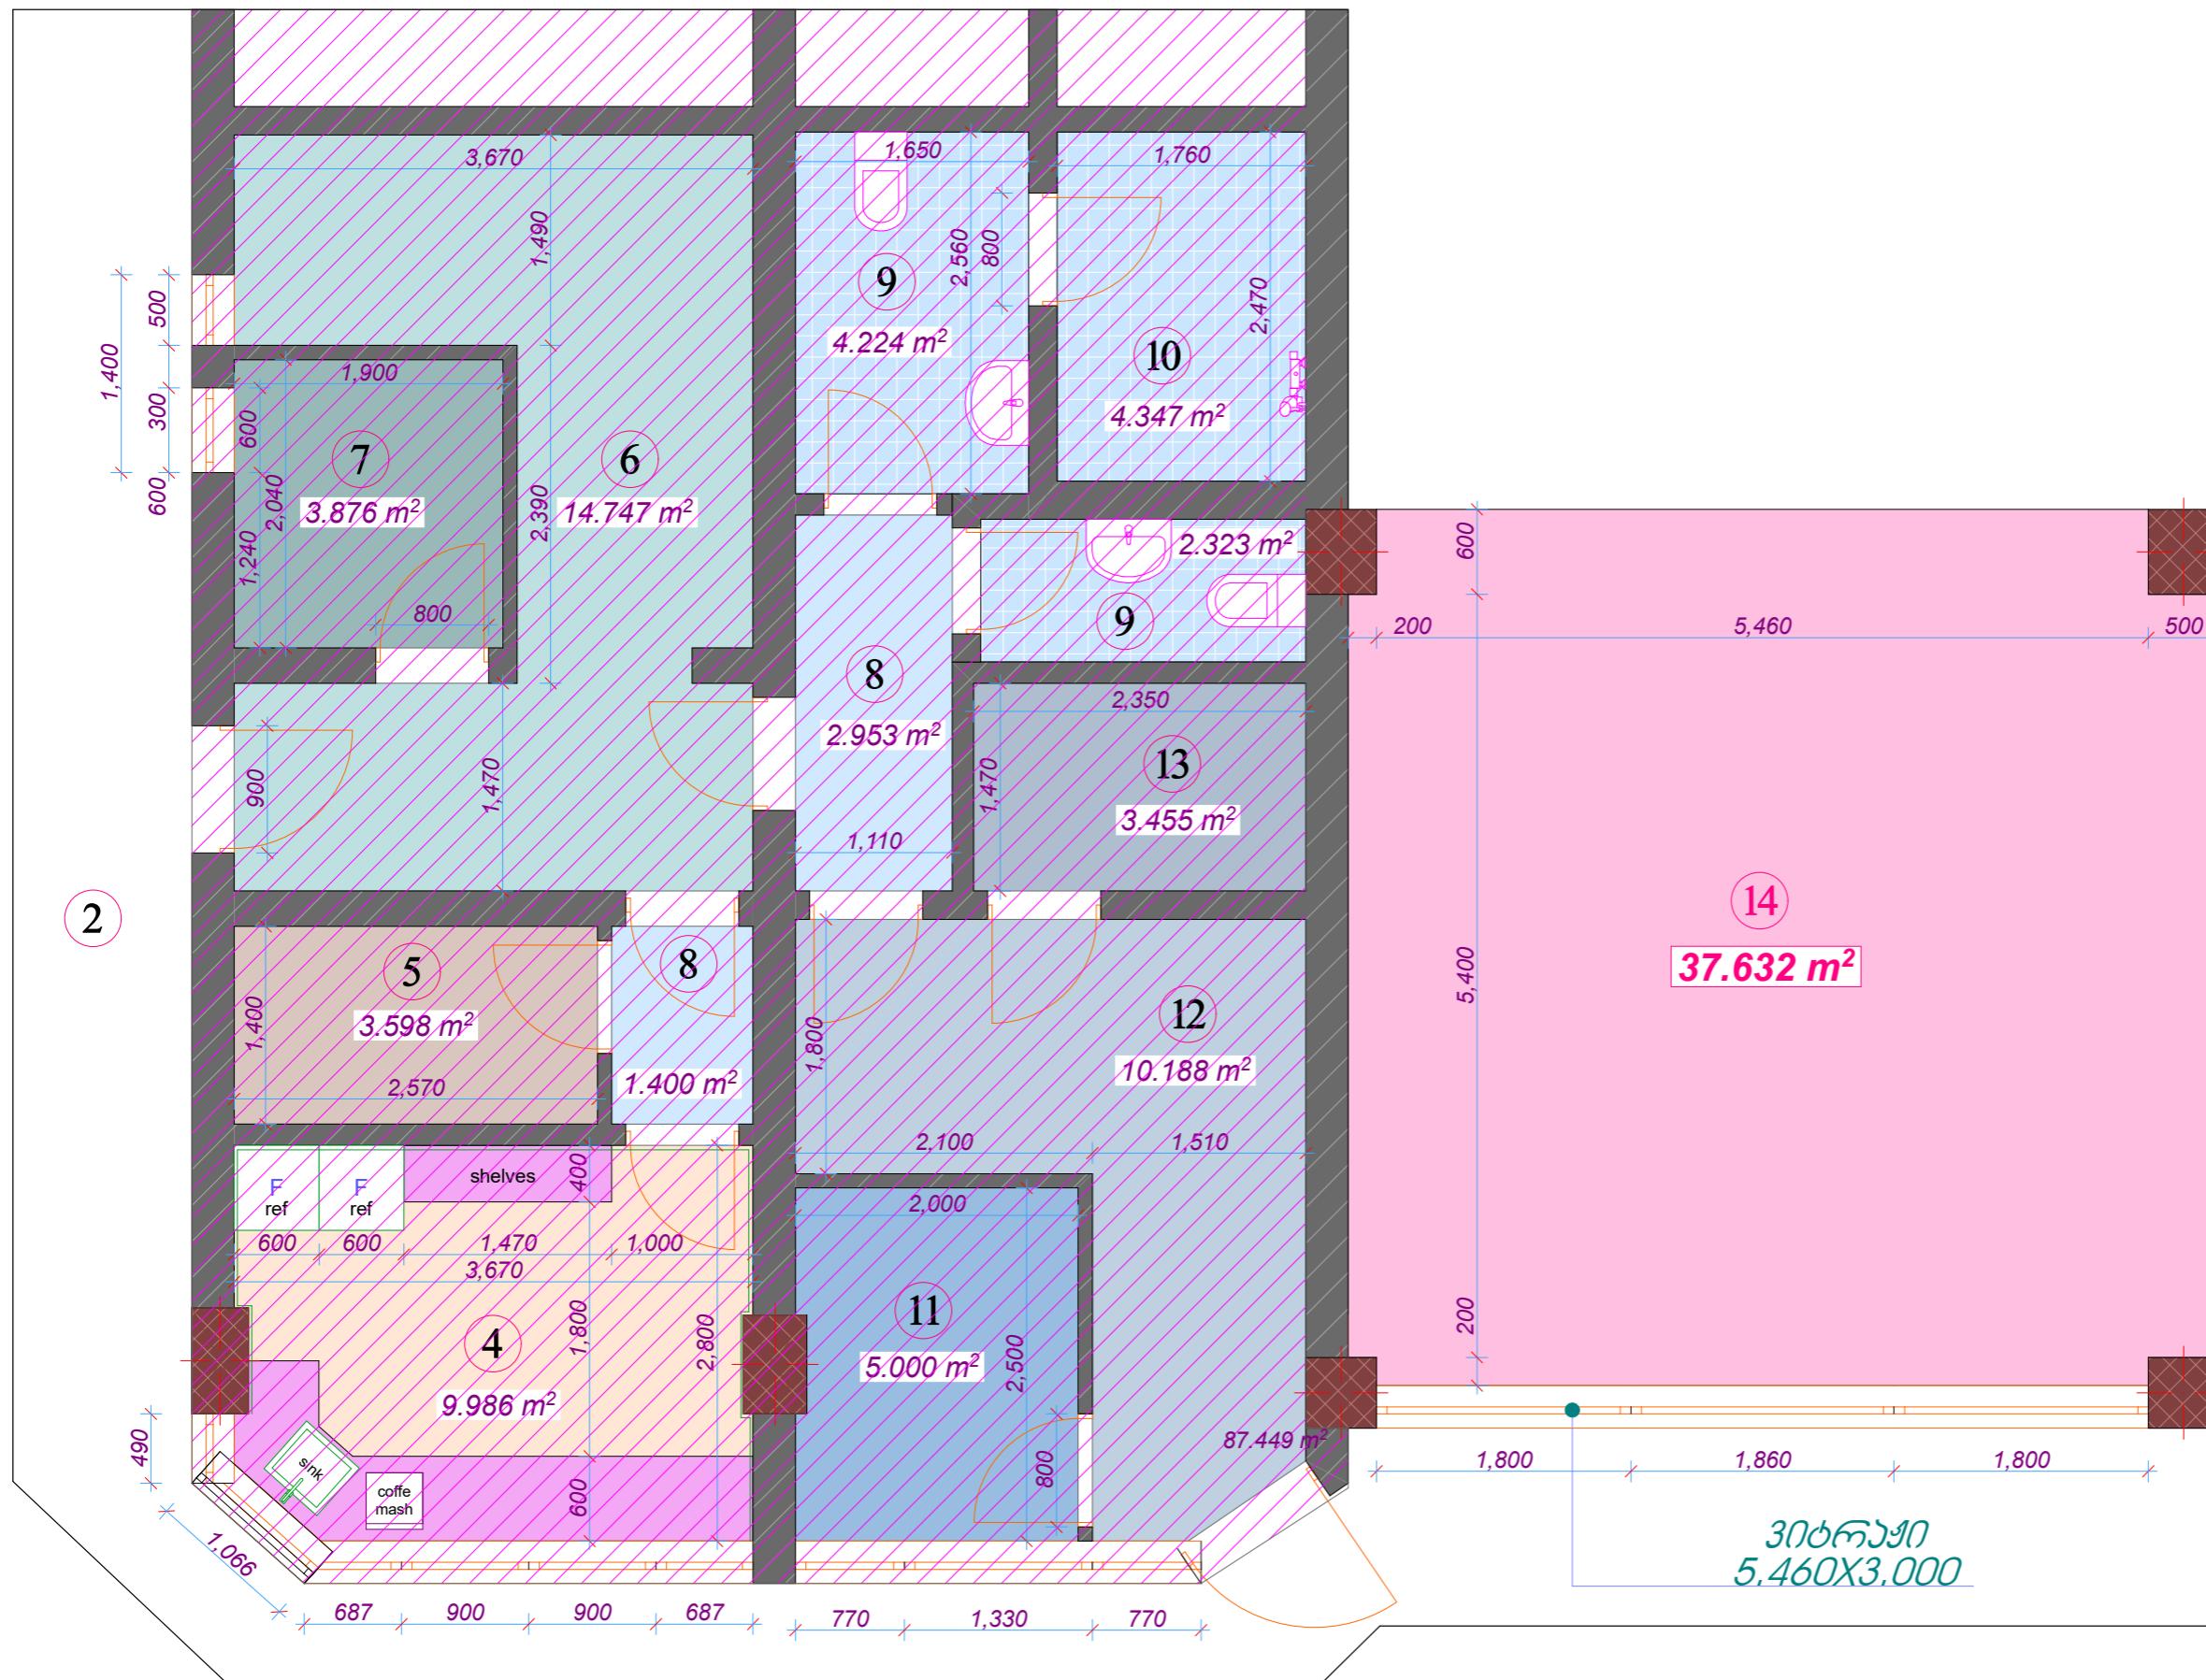 3,670
1,650
1,760
1,490
2,560
800
2,470
500
1,400
300
600
600
9
4.224 m²
10
4.347 m²
1,900
7
3.876 m²
2,040
1,240
6
14.747 m²
2,390
800
2.323 m²
9
600
200
5,460
500
8
2.953 m²
2,350
13
3.455 m²
1,470
1,110
900
1,470
2
14
37.632 m²
5,400
200
5
3.598 m²
1,400
2,570
8
1.400 m²
12
10.188 m²
1,800
2,100
1,510
F
ref
F
ref
shelves
400
600
600
1,470
1,000
3,670
2,000
4
9.986 m²
1,800
2,800
11
5.000 m²
2,500
800
87.449 m²
490
sink
coffe
mash
600
1,066
1,800
1,860
1,800
ვიტრაჟი
5.460X3.000
687
900
900
687
770
1,330
770